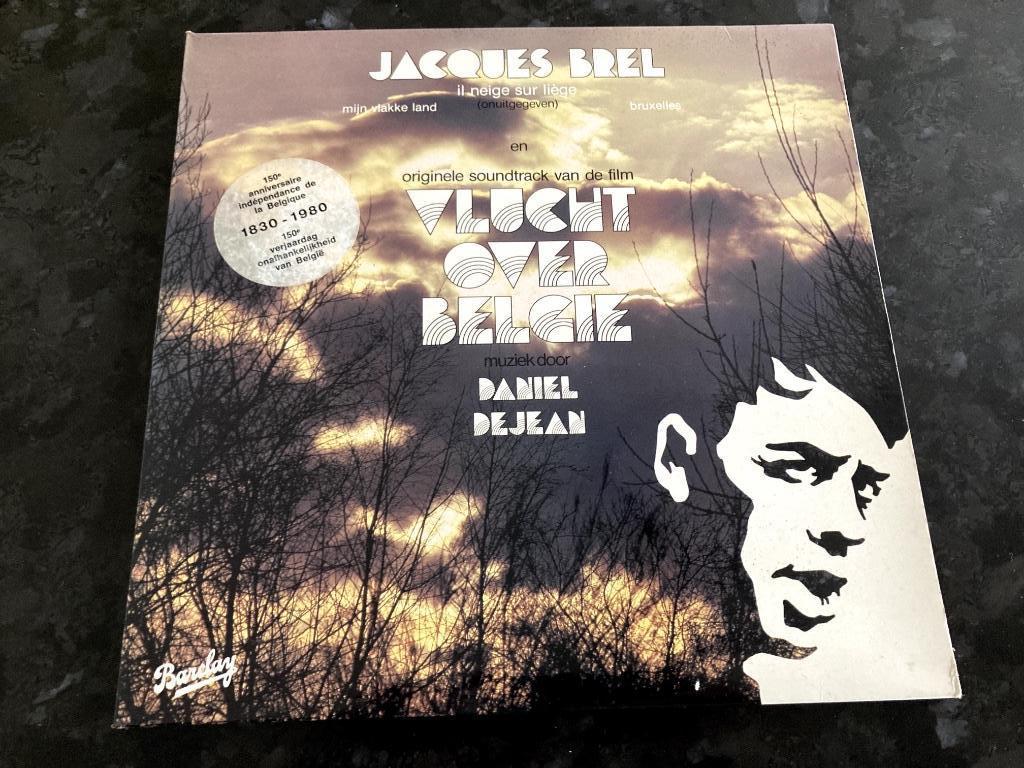 JACQUES BREL
il neige sur liège
mijn vlakke land (onuitgegeven) bruxelles
en
originele soundtrack van de film
VLUCHT
OVER
BELGIE
muziek door
DANIEL
DEJEAN
150e
anniversaire
indépendance de
la Belgique
1830 - 1980
150e
verjaardag
onafhankelijkheid
van België
Barclay